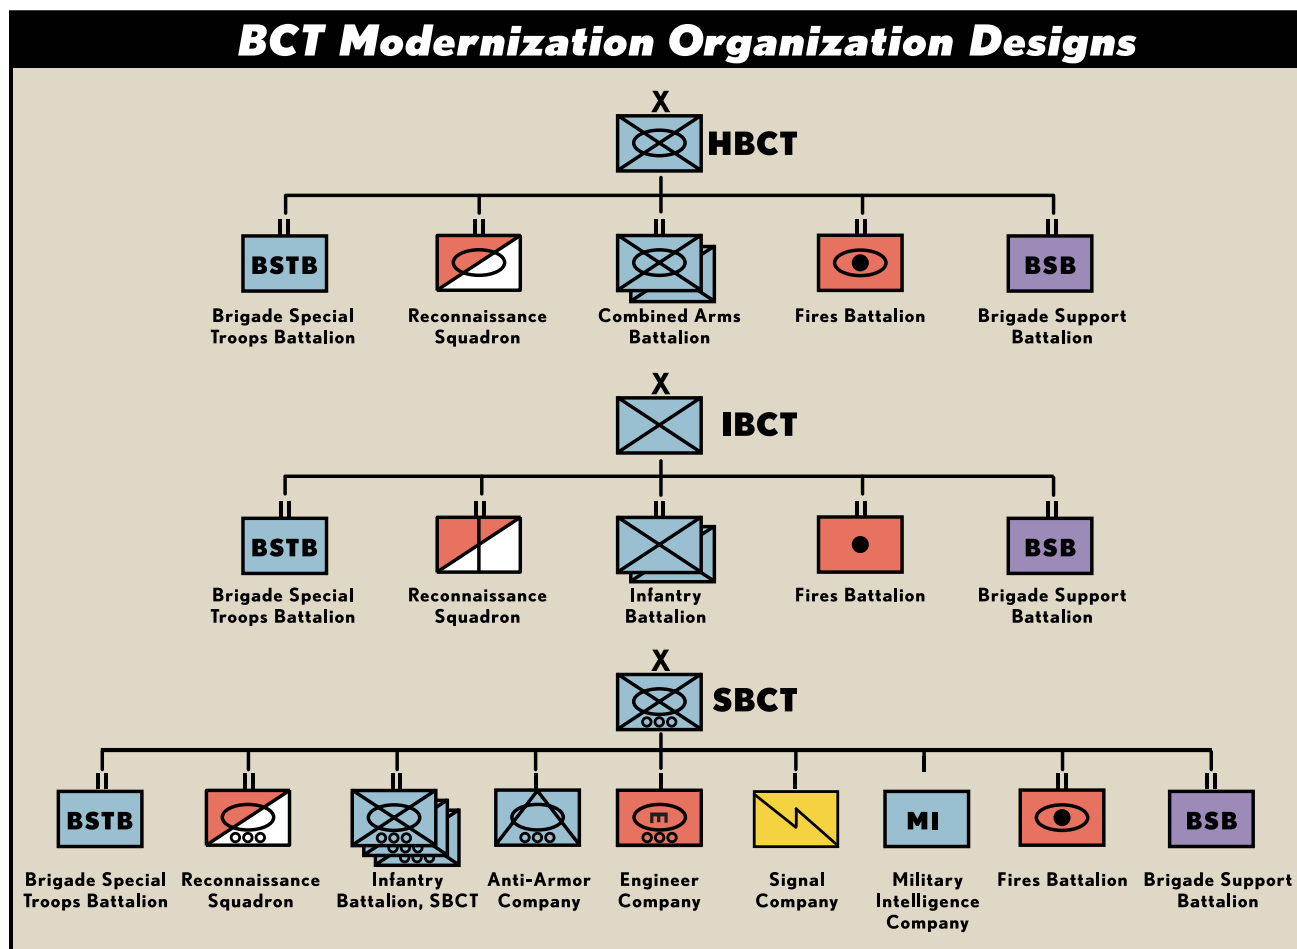 BCT Modernization Organization Designs
X
HBCT
BSTB
BSB
Brigade Special
Troops Battalion
Reconnaissance
Squadron
Combined Arms
Battalion
Fires Battalion
Brigade Support
Battalion
X
IBCT
BSTB
BSB
Brigade Special
Troops Battalion
Reconnaissance
Squadron
Infantry
Battalion
Fires Battalion
Brigade Support
Battalion
X
SBCT
BSTB
E
MI
BSB
Brigade Special
Troops Battalion
Reconnaissance
Squadron
Infantry
Battalion, SBCT
Anti-Armor
Company
Engineer
Company
Signal
Company
Military
Intelligence
Company
Fires Battalion
Brigade Support
Battalion